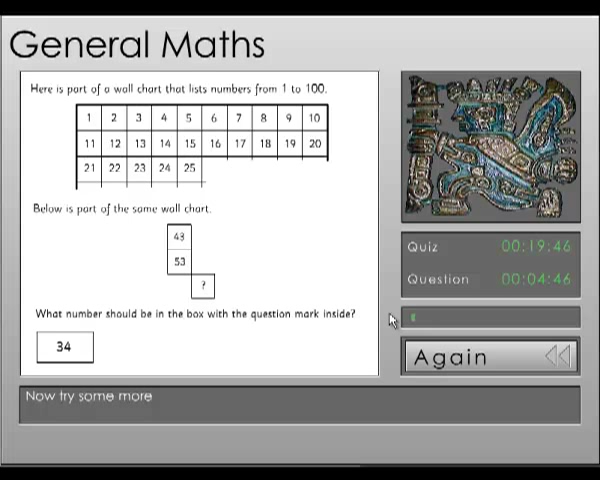 General Maths
Here is part of a wall chart that lists numbers from 1 to 100.
1 2 3 4 5 6 7 8 9 10
11 12 13 14 15 16 17 18 19 20
21 22 23 24 25
Below is part of the same wall chart.
43
53
?
What number should be in the box with the question mark inside?
34
Quiz 00:19:46
Question 00:04:46
Again
Now try some more